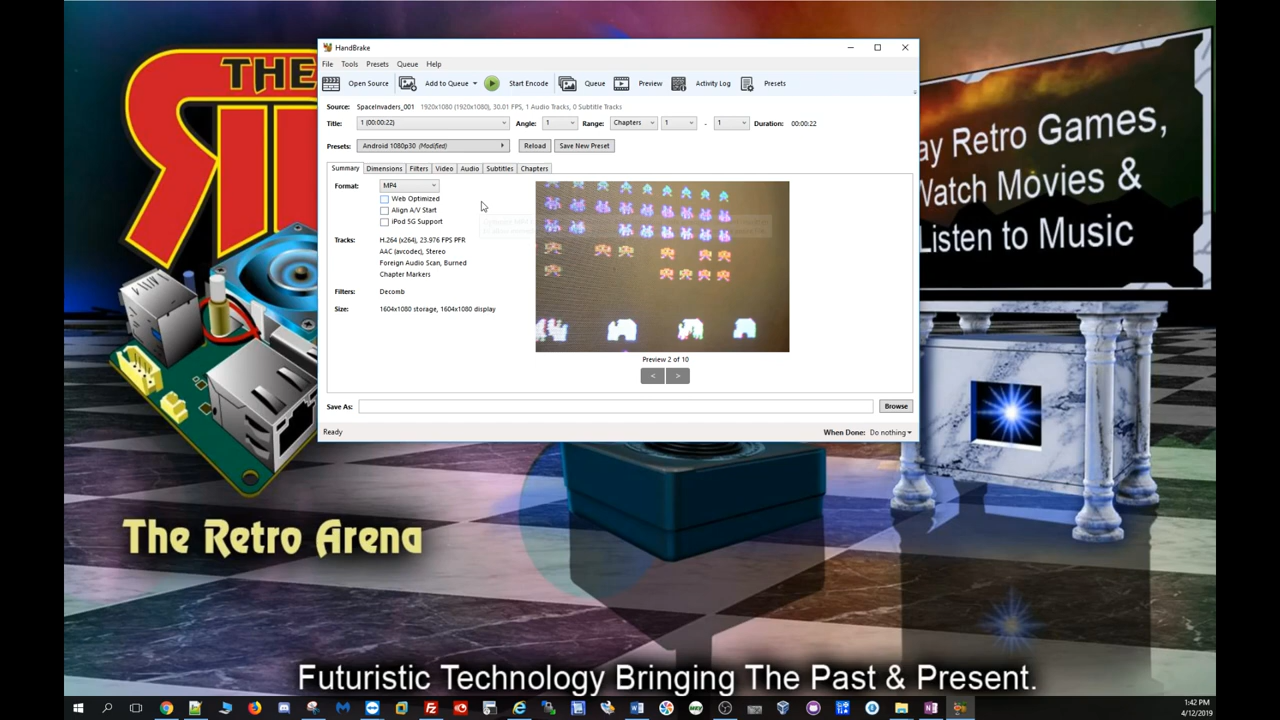 THE
ay Retro Games,
Watch Movies &
Listen to Music
HandBrake
File Tools Presets Queue Help
Open Source Add to Queue Start Encode Queue Preview Activity Log Presets
Source: SpaceInvaders_001 1920x1080 (1920x1080), 30.01 FPS, 1 Audio Tracks, 0 Subtitle Tracks
Title: 1 (00:00:22) Angle: 1 Range: Chapters 1 - 1 Duration: 00:00:22
Presets: Android 1080p30 (Modified) Reload Save New Preset
Summary Dimensions Filters Video Audio Subtitles Chapters
Format: MP4
Web Optimized
Align A/V Start
iPod 5G Support
Tracks: H.264 (x264), 23.976 FPS PFR
AAC (avcodec), Stereo
Foreign Audio Scan, Burned
Chapter Markers
Filters: Decomb
Size: 1604x1080 storage, 1604x1080 display
Preview 2 of 10
< >
Save As: Browse
Ready When Done: Do nothing
The Retro Arena
Futuristic Technology Bringing The Past & Present.
1:42 PM
4/12/2019